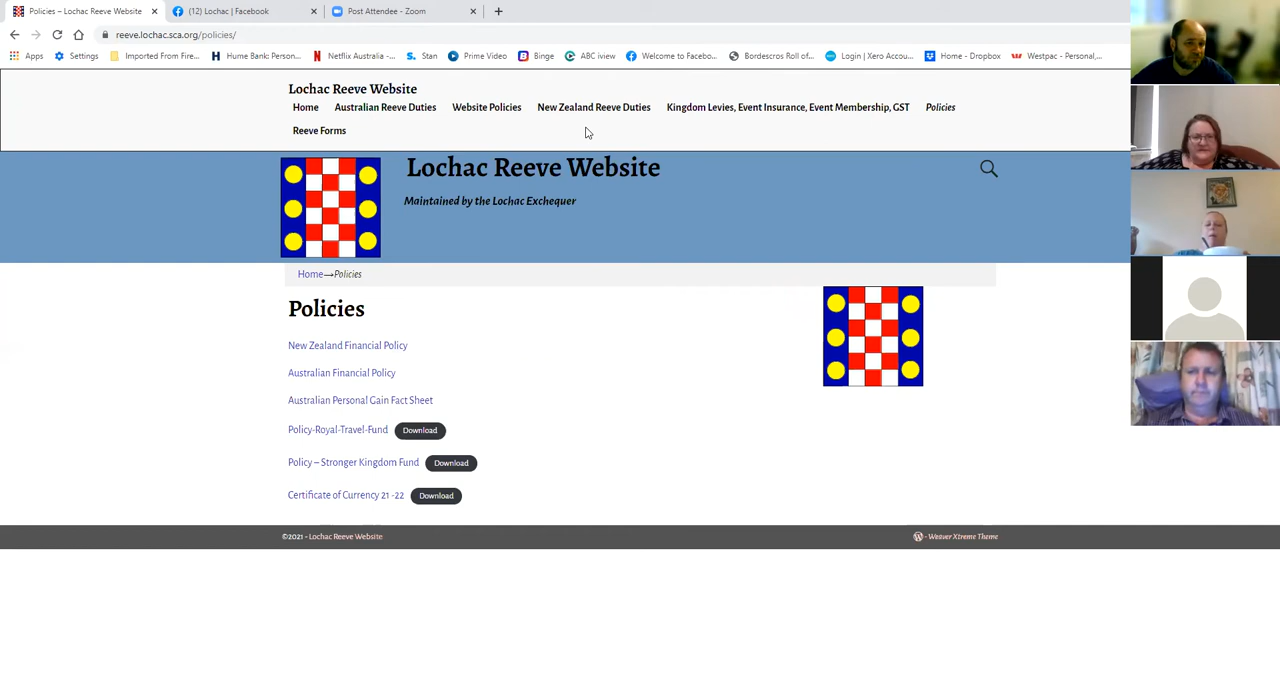 Policies – Lochac Reeve Website
(12) Lochac | Facebook
Post Attendee - Zoom
reeve.lochac.sca.org/policies/
Apps
Settings
Imported From Fire...
Hume Bank: Person...
Netflix Australia -...
Stan
Prime Video
Binge
ABC iview
Welcome to Facebo...
Bordescros Roll of...
Login | Xero Accou...
Home - Dropbox
Westpac - Personal,...
Lochac Reeve Website
Home Australian Reeve Duties Website Policies New Zealand Reeve Duties Kingdom Levies, Event Insurance, Event Membership, GST Policies
Reeve Forms
Lochac Reeve Website
Maintained by the Lochac Exchequer
Home→Policies
Policies
New Zealand Financial Policy
Australian Financial Policy
Australian Personal Gain Fact Sheet
Policy-Royal-Travel-Fund Download
Policy – Stronger Kingdom Fund Download
Certificate of Currency 21 -22 Download
©2021 - Lochac Reeve Website
- Weaver Xtreme Theme